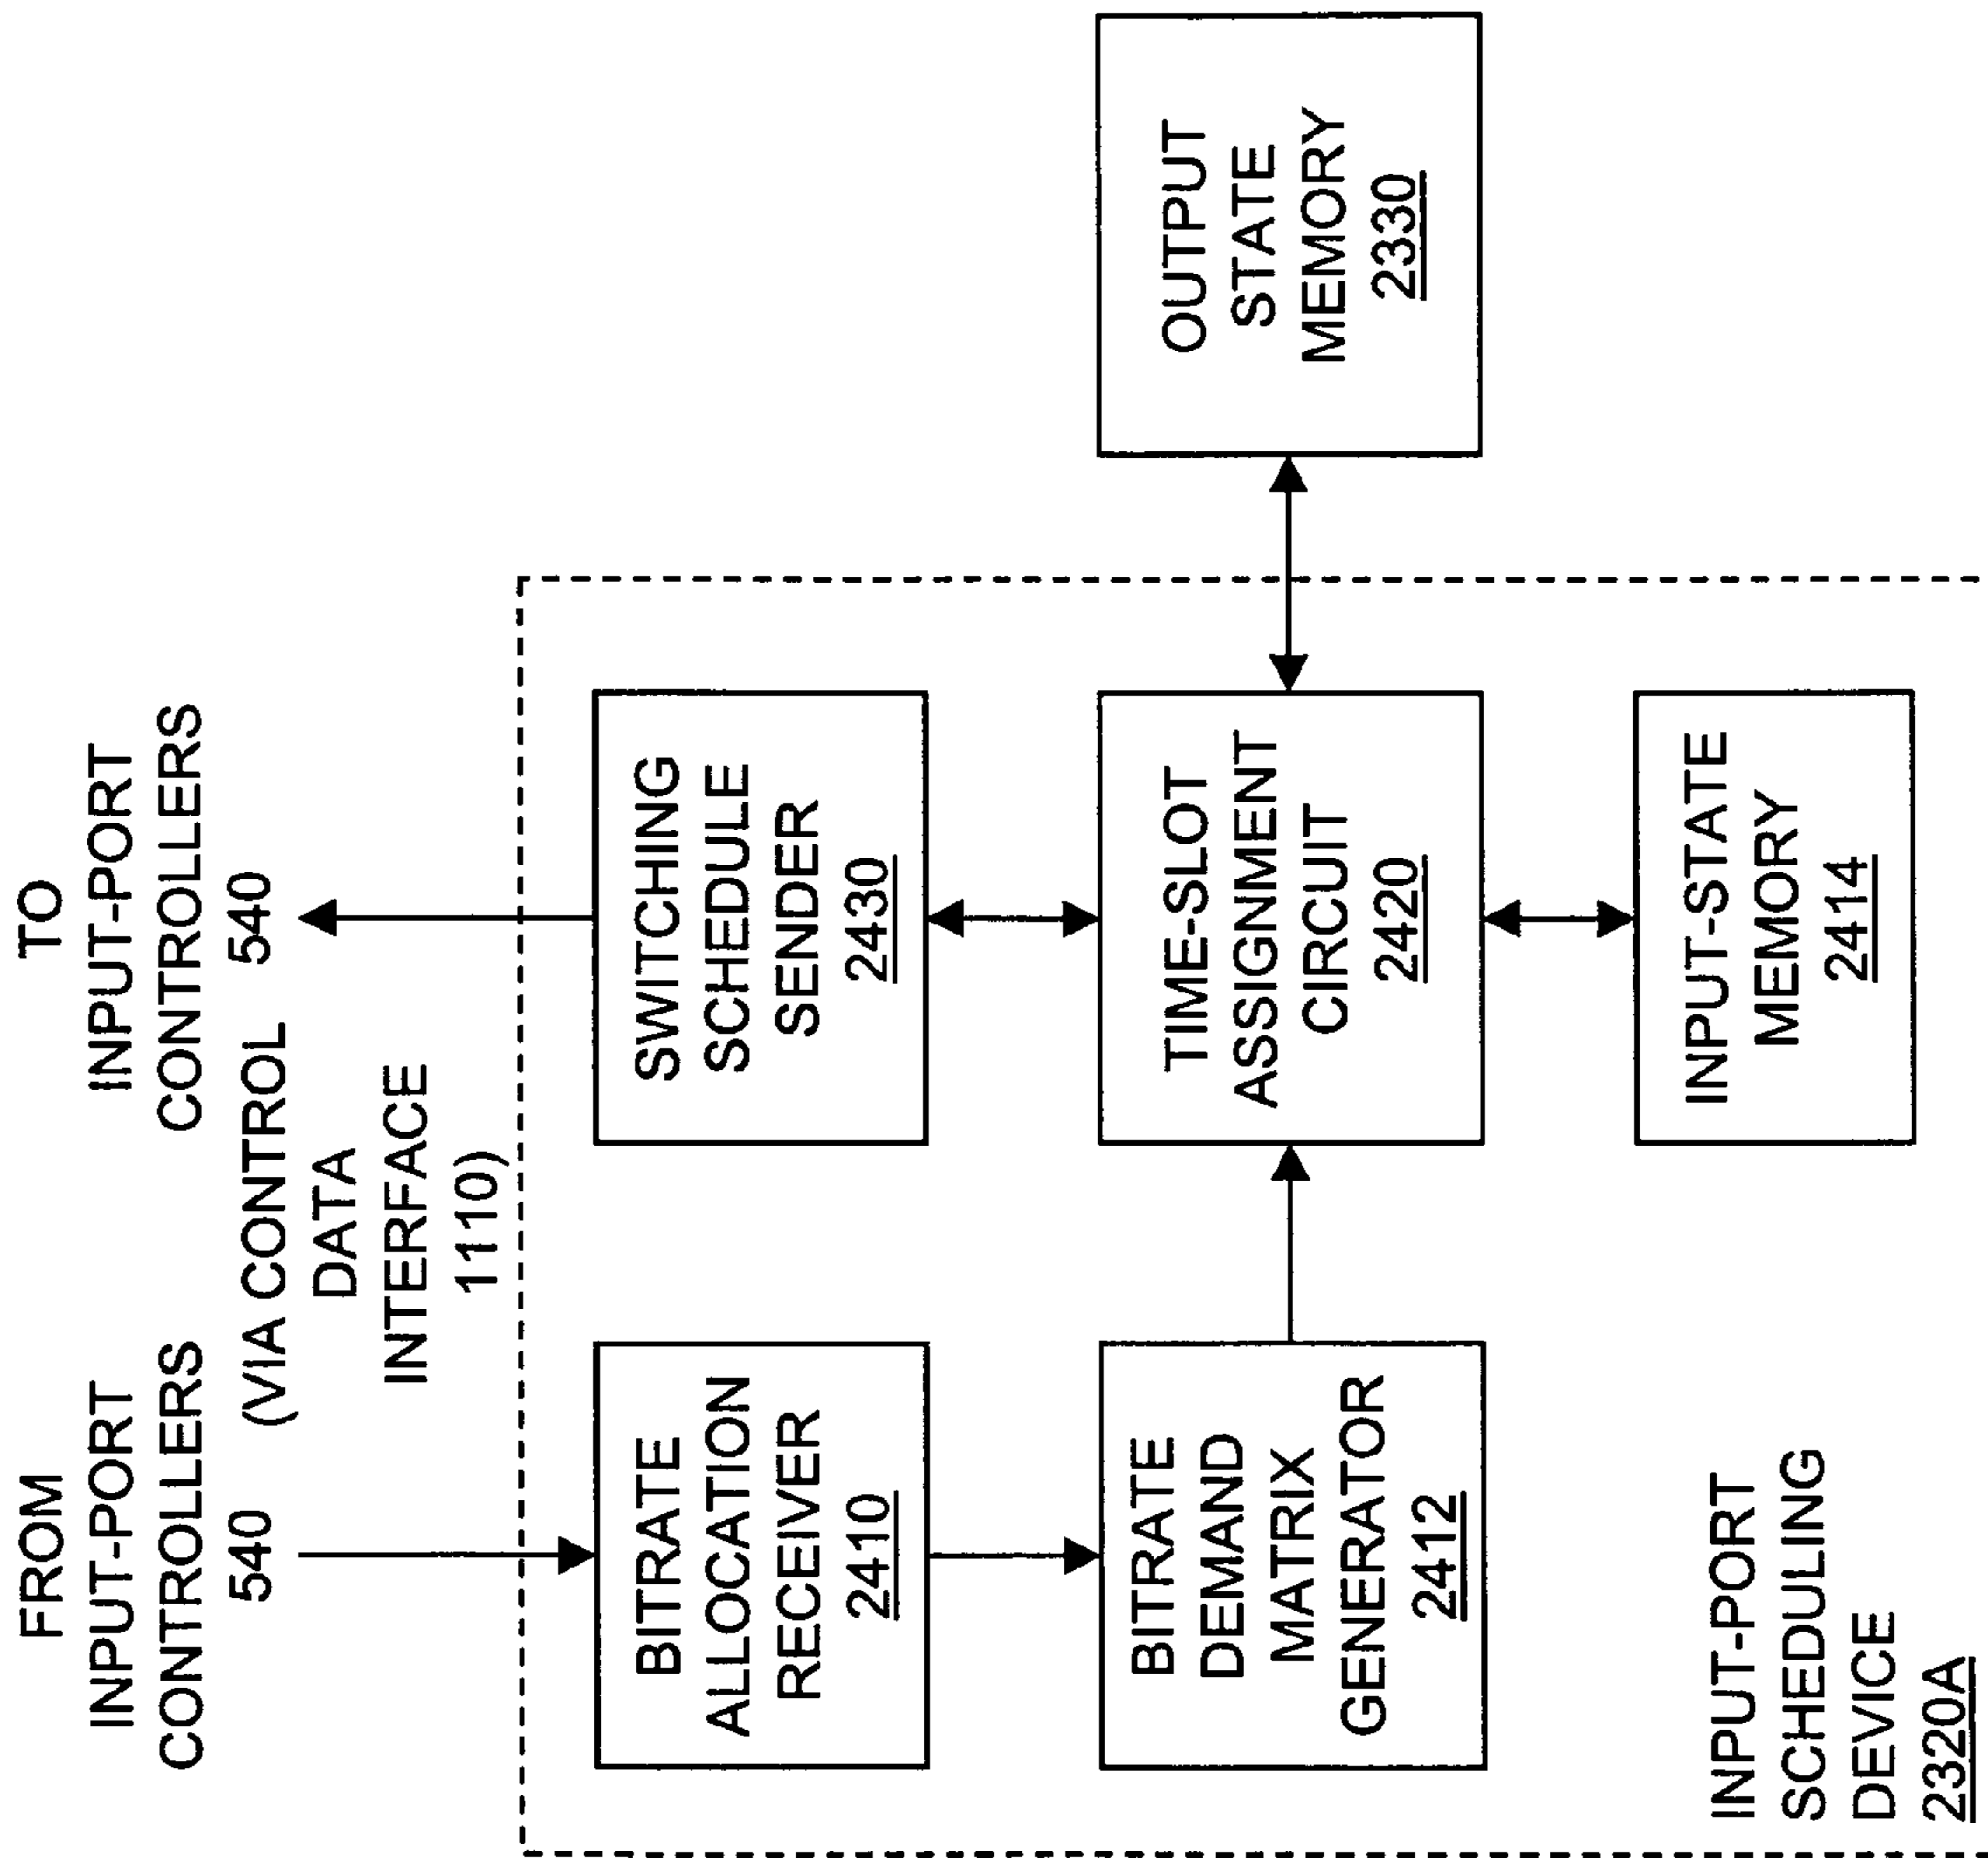 FROM
INPUT-PORT
CONTROLLERS
540
(VIA CONTROL
DATA
INTERFACE
1110)
TO
INPUT-PORT
CONTROLLERS
540
BITRATE
ALLOCATION
RECEIVER
2410
SWITCHING
SCHEDULE
SENDER
2430
BITRATE
DEMAND
MATRIX
GENERATOR
2412
TIME-SLOT
ASSIGNMENT
CIRCUIT
2420
OUTPUT
STATE
MEMORY
2330
INPUT-STATE
MEMORY
2414
INPUT-PORT
SCHEDULING
DEVICE
2320A